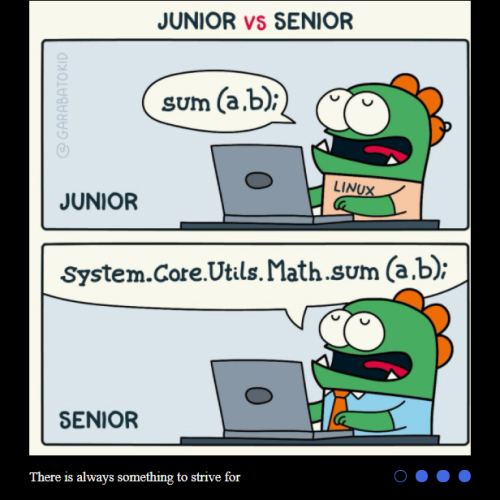 JUNIOR vs SENIOR
© GARABATOKID
sum (a,b);
LINUX
JUNIOR
System.Core.Utils.Math.sum (a,b);
SENIOR
There is always something to strive for